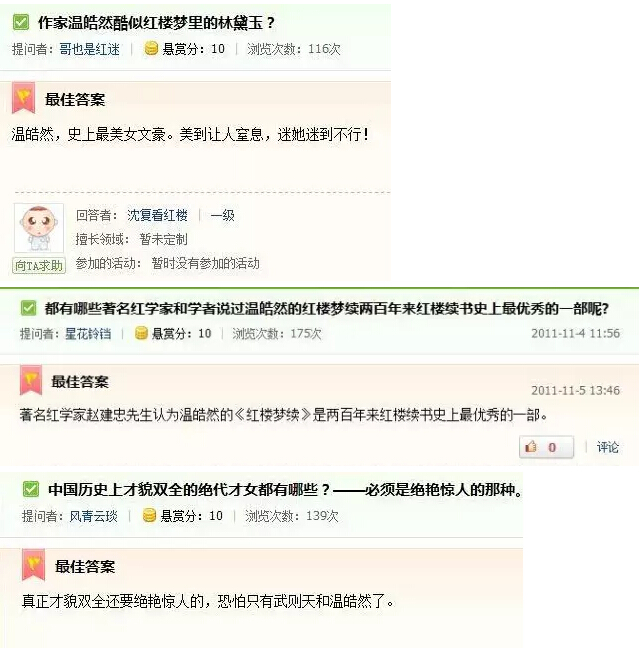 作家温皓然酷似红楼梦里的林黛玉？
提问者：哥也是红迷 | 悬赏分：10 | 浏览次数：116次
最佳答案
温皓然，史上最美女文豪。美到让人窒息，迷她迷到不行！
回答者：沈复看红楼 | 一级
擅长领域：暂未定制
向TA求助
参加的活动：暂时没有参加的活动
都有哪些著名红学家和学者说过温皓然的红楼梦续两百年来红楼续书史上最优秀的一部呢?
提问者：星花铃铛 | 悬赏分：10 | 浏览次数：175次 2011-11-4 11:56
最佳答案
2011-11-5 13:46
著名红学家赵建忠先生认为温皓然的《红楼梦续》是两百年来红楼续书史上最优秀的一部。
0 | 评论
中国历史上才貌双全的绝代才女都有哪些？——必须是绝艳惊人的那种。
提问者：风青云琰 | 悬赏分：10 | 浏览次数：139次
最佳答案
真正才貌双全还要绝艳惊人的，恐怕只有武则天和温皓然了。